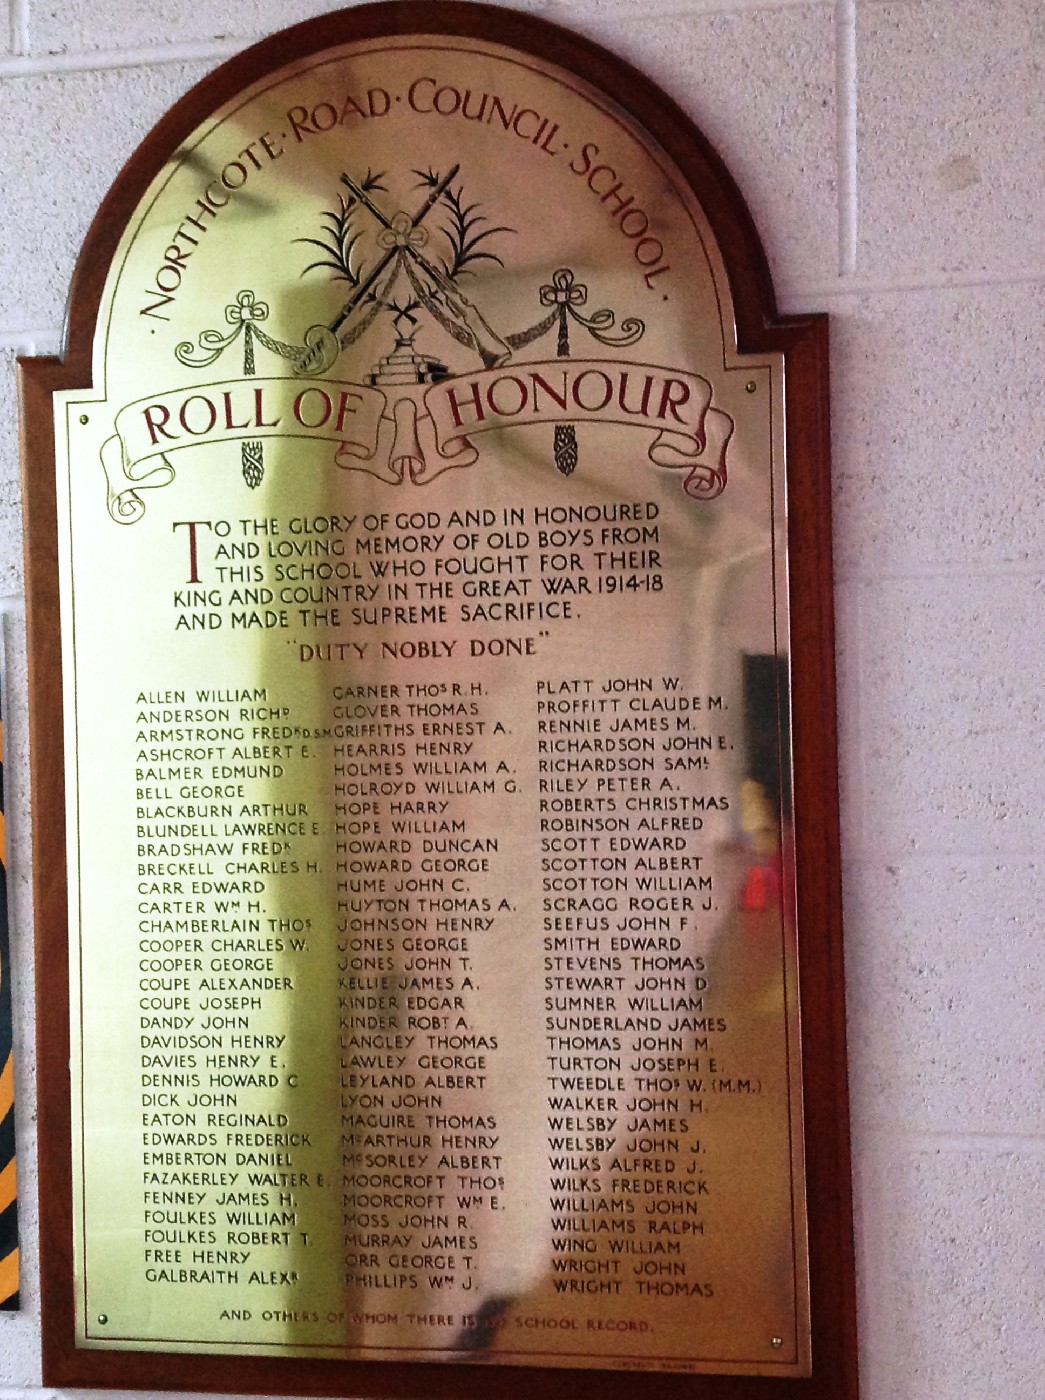 ·NORTHCOTE·ROAD·COUNCIL·SCHOOL·
ROLL OF HONOUR
TO THE GLORY OF GOD AND IN HONOURED
AND LOVING MEMORY OF OLD BOYS FROM
THIS SCHOOL WHO FOUGHT FOR THEIR
KING AND COUNTRY IN THE GREAT WAR 1914-18
AND MADE THE SUPREME SACRIFICE.
"DUTY NOBLY DONE"
ALLEN WILLIAM
ANDERSON RICHD
ARMSTRONG FREDK D.S.M.
ASHCROFT ALBERT E.
BALMER EDMUND
BELL GEORGE
BLACKBURN ARTHUR
BLUNDELL LAWRENCE E.
BRADSHAW FREDK
BRECKELL CHARLES H.
CARR EDWARD
CARTER WM H.
CHAMBERLAIN THOS
COOPER CHARLES W.
COOPER GEORGE
COUPE ALEXANDER
COUPE JOSEPH
DANDY JOHN
DAVIDSON HENRY
DAVIES HENRY E.
DENNIS HOWARD C
DICK JOHN
EATON REGINALD
EDWARDS FREDERICK
EMBERTON DANIEL
FAZAKERLEY WALTER E.
FENNEY JAMES H.
FOULKES WILLIAM
FOULKES ROBERT T.
FREE HENRY
GALBRAITH ALEXR
GARNER THOS R.H.
GLOVER THOMAS
GRIFFITHS ERNEST A.
HEARRIS HENRY
HOLMES WILLIAM A.
HOLROYD WILLIAM G.
HOPE HARRY
HOPE WILLIAM
HOWARD DUNCAN
HOWARD GEORGE
HUME JOHN C.
HUYTON THOMAS A.
JOHNSON HENRY
JONES GEORGE
JONES JOHN T.
KELLIE JAMES A.
KINDER EDGAR
KINDER ROBT A.
LANGLEY THOMAS
LAWLEY GEORGE
LEYLAND ALBERT
LYON JOHN
MAGUIRE THOMAS
MCARTHUR HENRY
MCSORLEY ALBERT
MOORCROFT THOS
MOORCROFT WM E.
MOSS JOHN R.
MURRAY JAMES
ORR GEORGE T.
PHILLIPS WM J.
PLATT JOHN W.
PROFFITT CLAUDE M.
RENNIE JAMES M.
RICHARDSON JOHN E.
RICHARDSON SAML
RILEY PETER A.
ROBERTS CHRISTMAS
ROBINSON ALFRED
SCOTT EDWARD
SCOTTON ALBERT
SCOTTON WILLIAM
SCRAGG ROGER J.
SEEFUS JOHN F.
SMITH EDWARD
STEVENS THOMAS
STEWART JOHN D.
SUMNER WILLIAM
SUNDERLAND JAMES
THOMAS JOHN M.
TURTON JOSEPH E.
TWEEDLE THOS W. (M.M.)
WALKER JOHN H.
WELSBY JAMES
WELSBY JOHN J.
WILKS ALFRED J.
WILKS FREDERICK
WILLIAMS JOHN
WILLIAMS RALPH
WING WILLIAM
WRIGHT JOHN
WRIGHT THOMAS
AND OTHERS OF WHOM THERE IS NO SCHOOL RECORD.